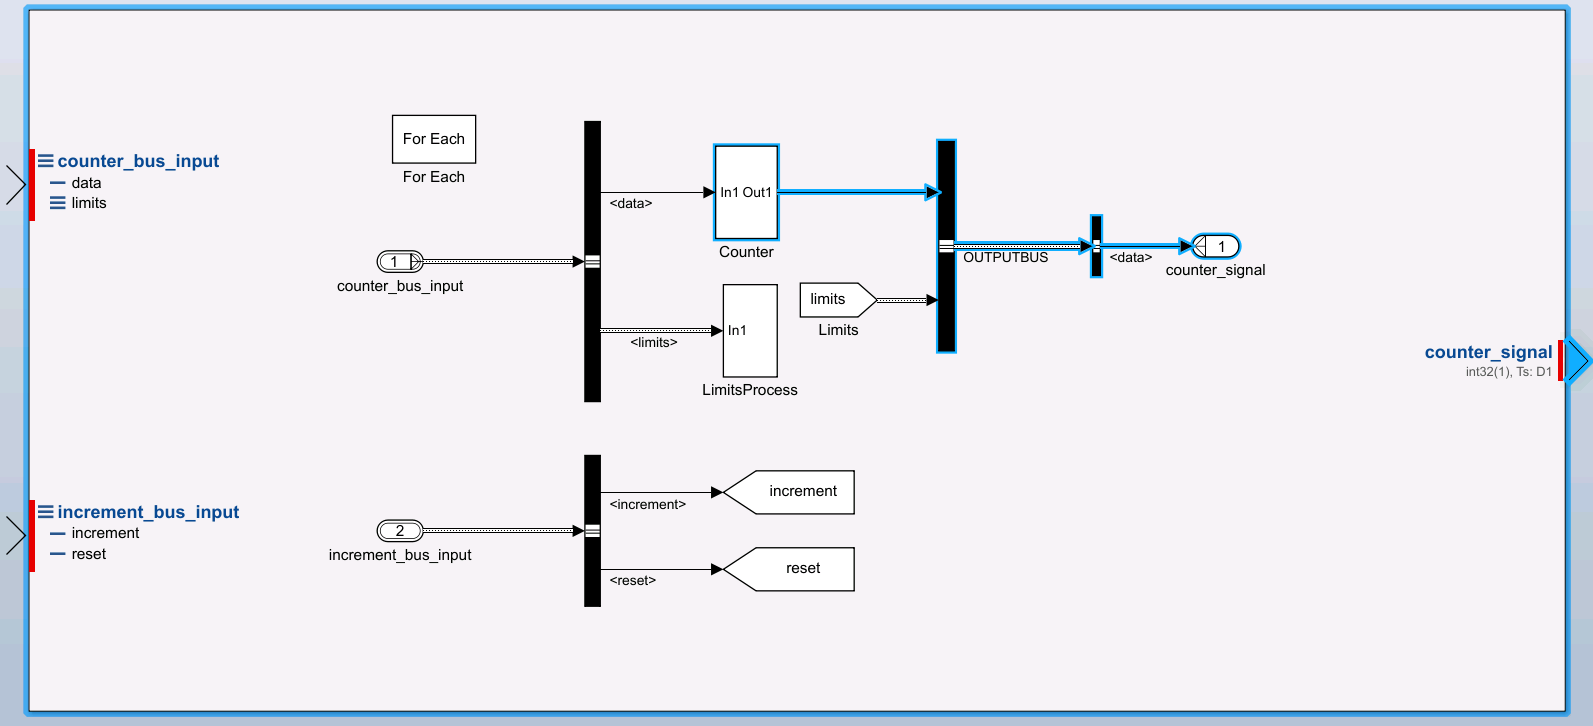 For Each
For Each
counter_bus_input
data
limits
1
counter_bus_input
<data>
In1 Out1
Counter
<limits>
In1
LimitsProcess
limits
Limits
OUTPUTBUS
<data>
1
counter_signal
counter_signal
int32(1), Ts: D1
increment_bus_input
increment
reset
2
increment_bus_input
<increment>
increment
<reset>
reset